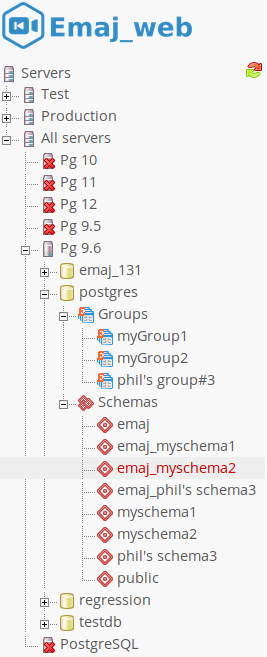 Emaj_web
Servers
Test
Production
All servers
Pg 10
Pg 11
Pg 12
Pg 9.5
Pg 9.6
emaj_131
postgres
Groups
myGroup1
myGroup2
phil's group#3
Schemas
emaj
emaj_myschema1
emaj_myschema2
emaj_phil's schema3
myschema1
myschema2
phil's schema3
public
regression
testdb
PostgreSQL